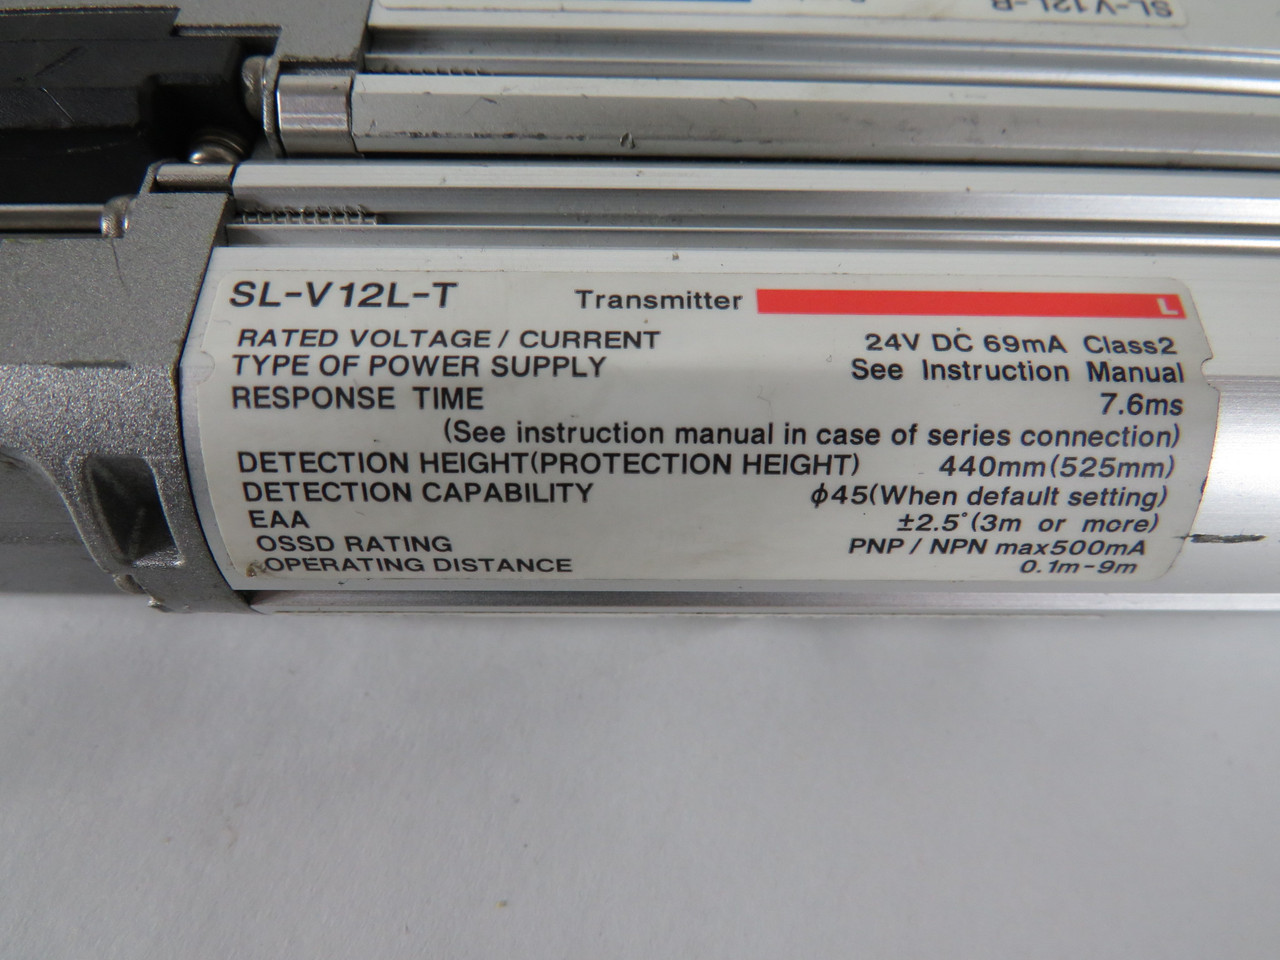 SL-V12L-R
SL-V12L-T Transmitter L
RATED VOLTAGE / CURRENT 24V DC 69mA Class2
TYPE OF POWER SUPPLY See Instruction Manual
RESPONSE TIME 7.6ms
(See instruction manual in case of series connection)
DETECTION HEIGHT(PROTECTION HEIGHT) 440mm(525mm)
DETECTION CAPABILITY ϕ45(When default setting)
EAA ±2.5°(3m or more)
OSSD RATING PNP / NPN max500mA
OPERATING DISTANCE 0.1m-9m